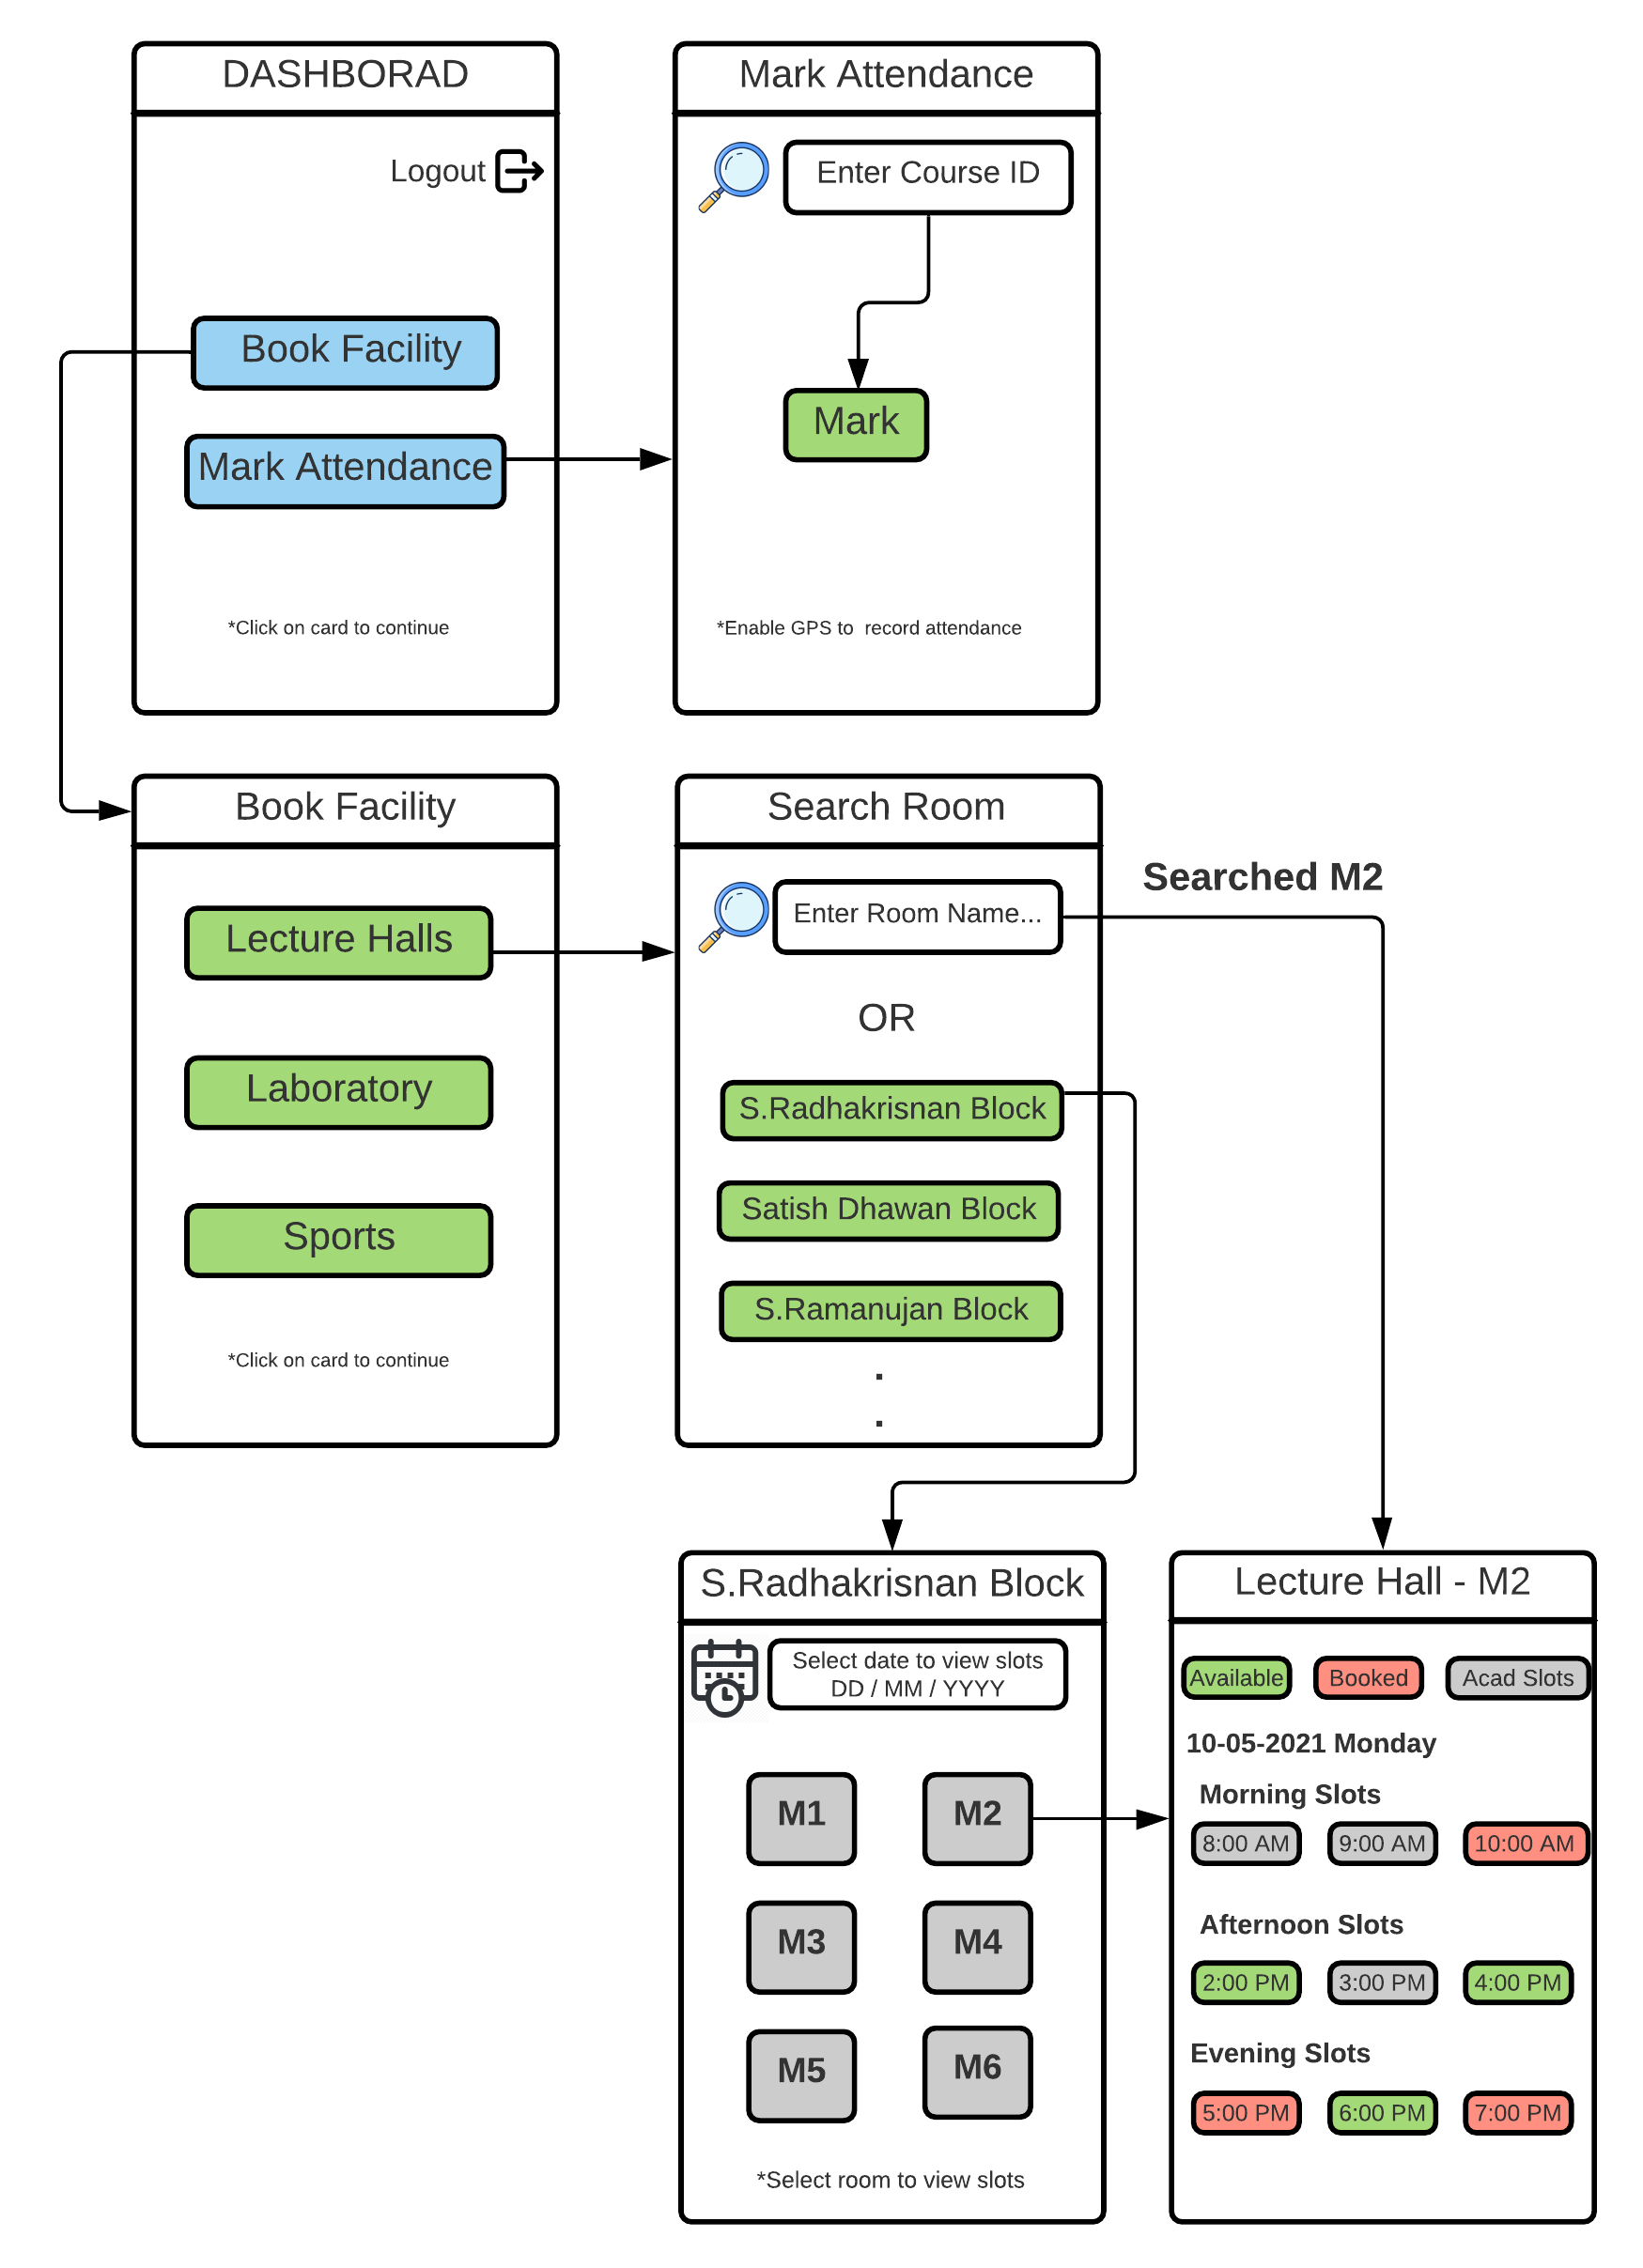 DASHBORAD
Logout
Book Facility
Mark Attendance
*Click on card to continue
Mark Attendance
Enter Course ID
Mark
*Enable GPS to  record attendance
Book Facility
Lecture Halls
Laboratory
Sports
*Click on card to continue
Search Room
Enter Room Name...
OR
S.Radhakrisnan Block
Satish Dhawan Block
S.Ramanujan Block
.
.
Searched M2
S.Radhakrisnan Block
Select date to view slots
DD / MM / YYYY
M1 M2
M3 M4
M5 M6
*Select room to view slots
Lecture Hall - M2
Available Booked Acad Slots
10-05-2021 Monday
Morning Slots
8:00 AM 9:00 AM 10:00 AM
Afternoon Slots
2:00 PM 3:00 PM 4:00 PM
Evening Slots
5:00 PM 6:00 PM 7:00 PM